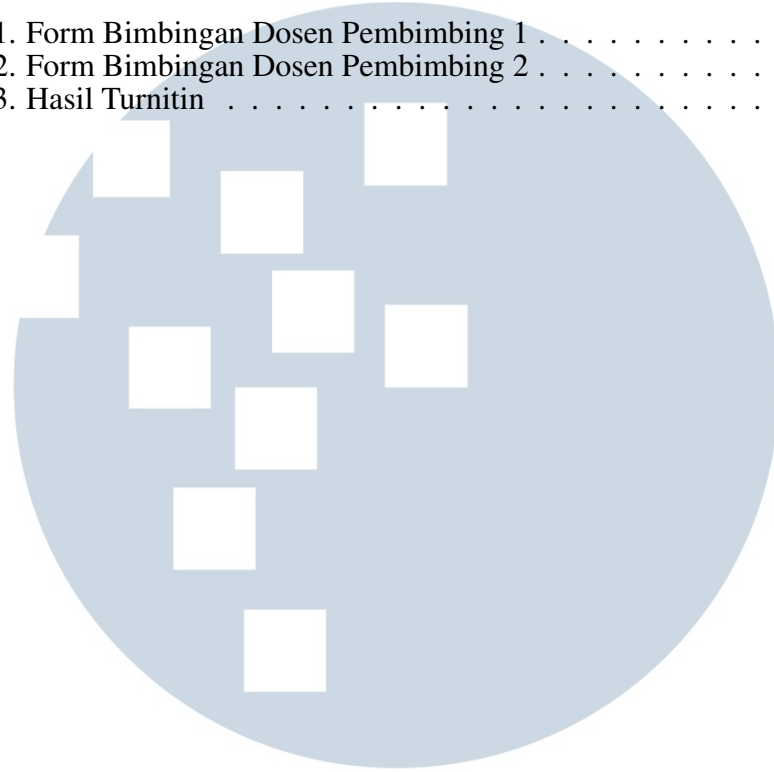 1. Form Bimbingan Dosen Pembimbing 1 . . . . . . . . . .
2. Form Bimbingan Dosen Pembimbing 2 . . . . . . . . . .
3. Hasil Turnitin . . . . . . . . . . . . . . . . . . . . . . .